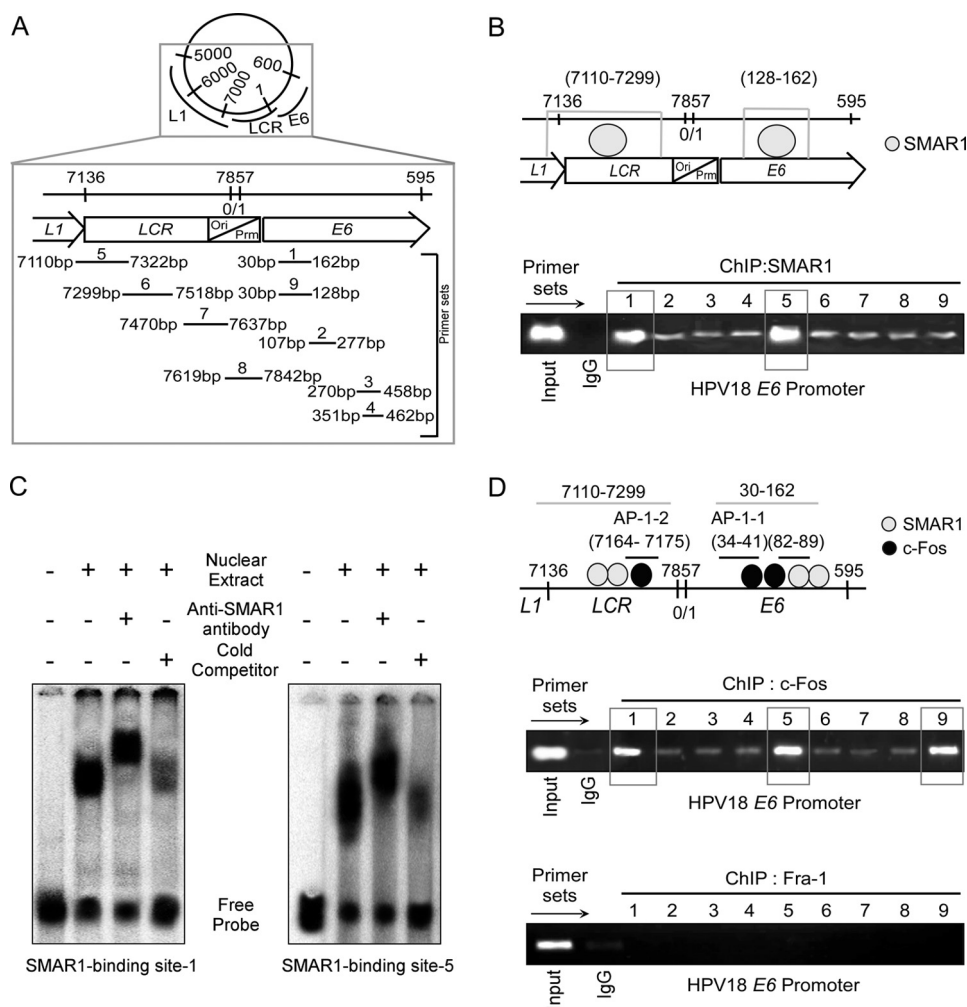 A
5000
6000
7000
1
600
L1
LCR
E6
7136
7857
595
0/1
L1
LCR
Ori
Prm
E6
7110bp 5 7322bp
30bp 1 162bp
7299bp 6 7518bp
30bp 9 128bp
7470bp 7 7637bp
107bp 2 277bp
7619bp 8 7842bp
270bp 3 458bp
351bp 4 462bp
Primer sets
B
(7110-7299)
(128-162)
7136
7857
595
0/1
SMAR1
L1
LCR
Ori
Prm
E6
Primer
sets
ChIP:SMAR1
1 2 3 4 5 6 7 8 9
Input
IgG
HPV18 E6 Promoter
C
- + + +
Nuclear
Extract
- + + +
- - + -
Anti-SMAR1
antibody
- - + -
- - - +
Cold
Competitor
- - - +
Free
Probe
SMAR1-binding site-1
SMAR1-binding site-5
D
7110-7299
30-162
AP-1-2
AP-1-1
(7164- 7175)
(34-41)(82-89)
SMAR1
c-Fos
7136
7857
595
L1
LCR
0/1
E6
Primer
sets
ChIP : c-Fos
1 2 3 4 5 6 7 8 9
Input
IgG
HPV18 E6 Promoter
Primer
sets
ChIP : Fra-1
1 2 3 4 5 6 7 8 9
Input
IgG
HPV18 E6 Promoter